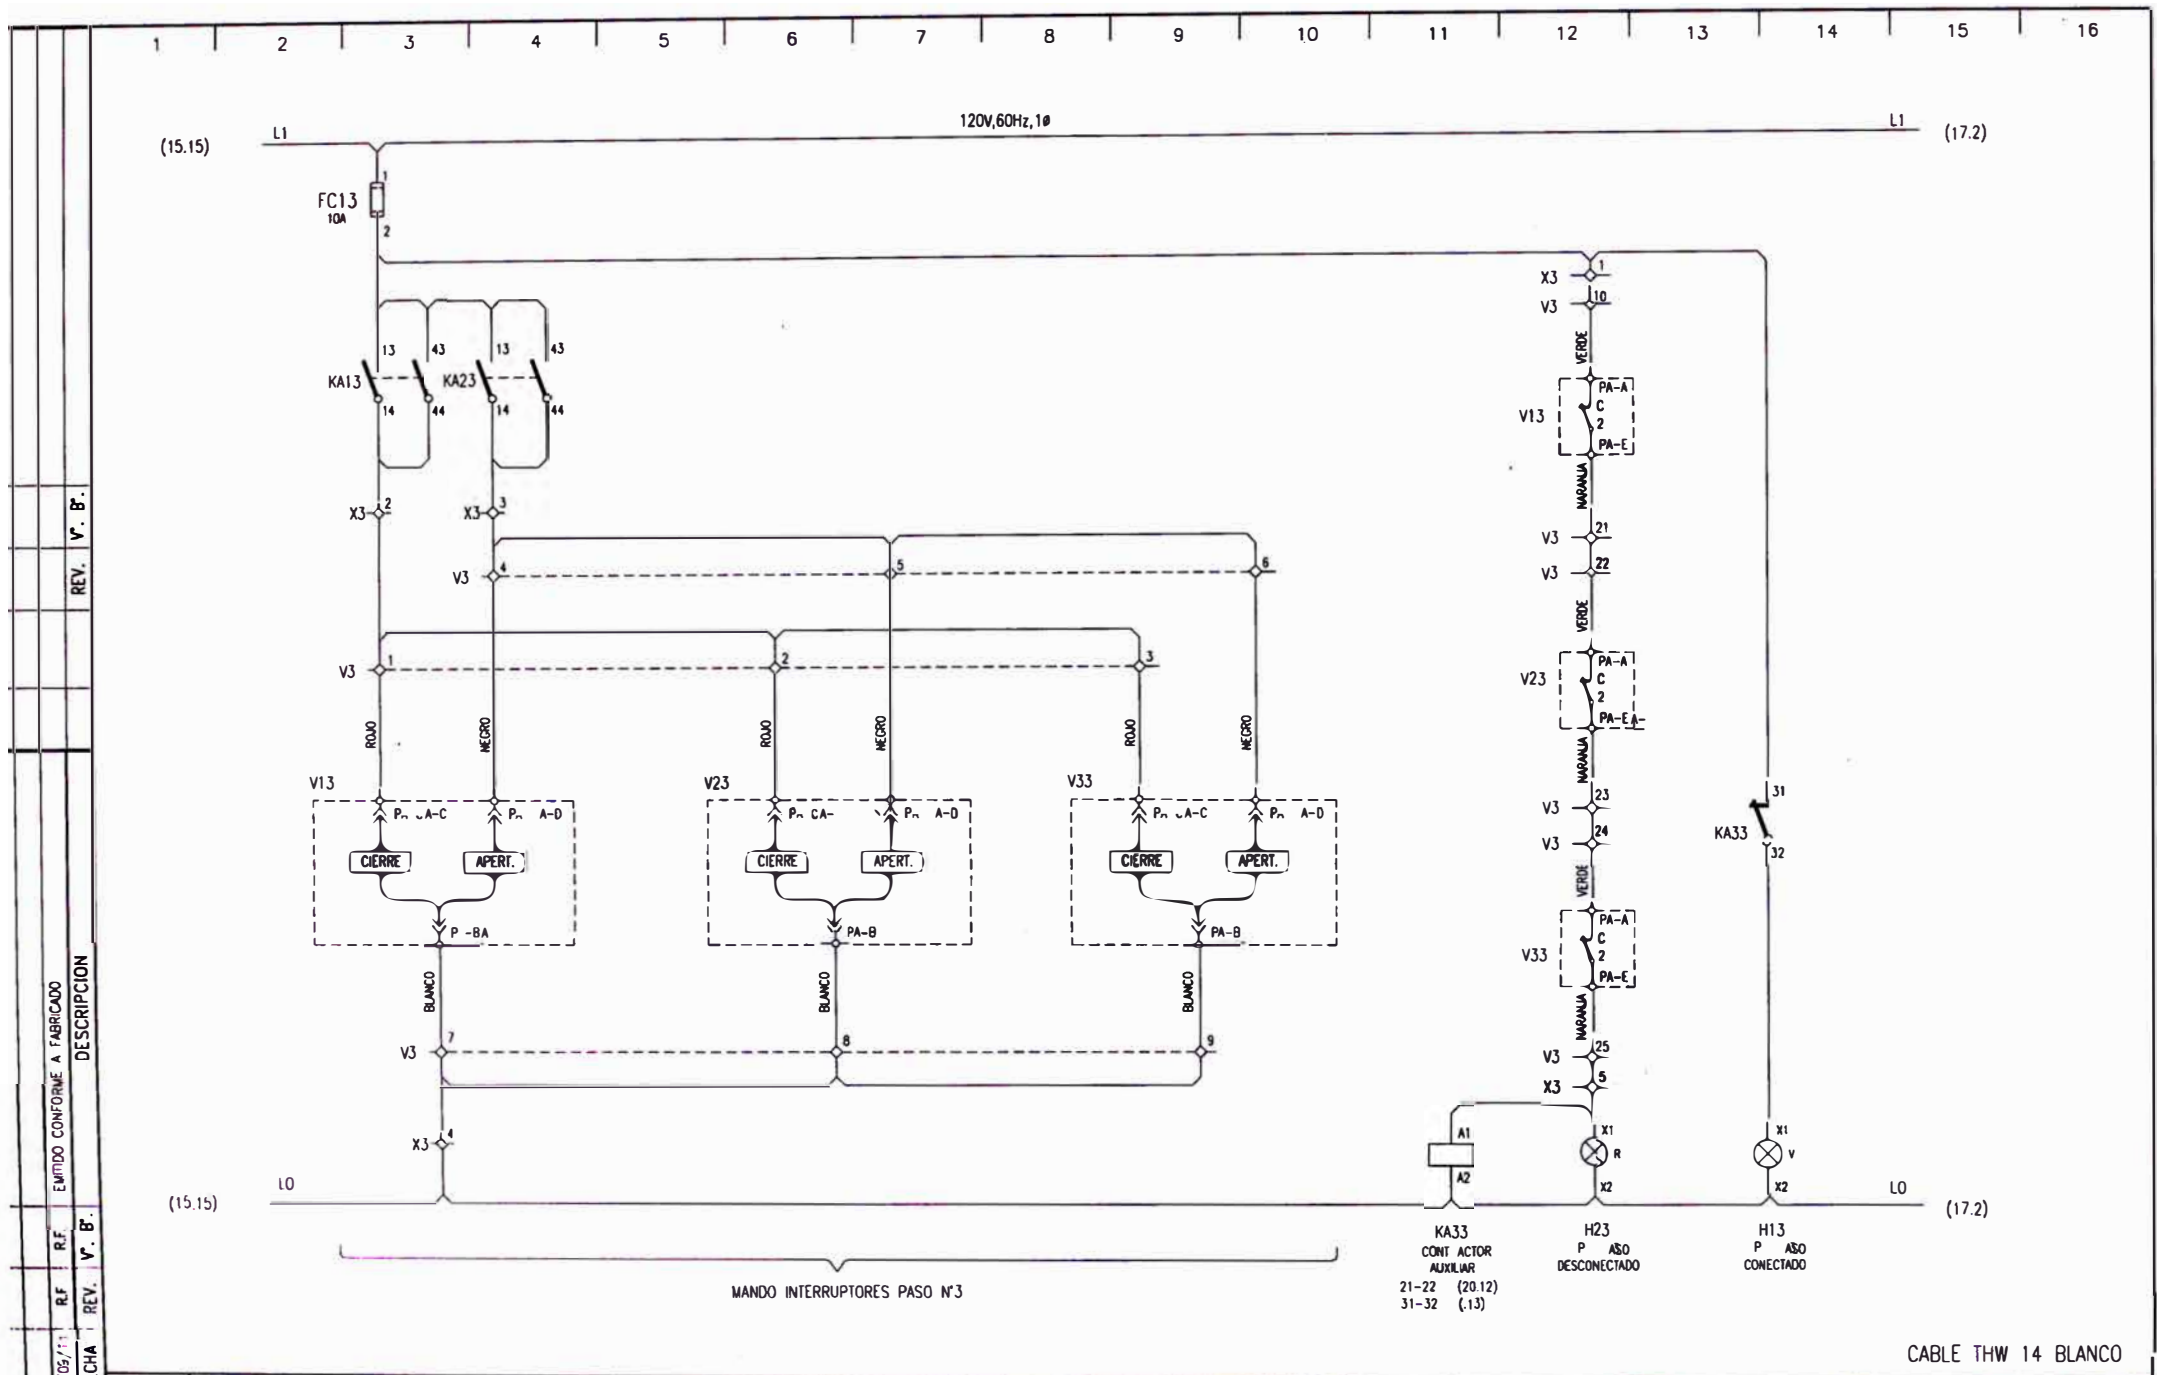 1 2 3 4 5 6 7 8 9 10 11 12 13 14 15 16
120V,60Hz,1ø
(15.15) L1 L1 (17.2)
1
FC13
10A
2
X3 1
V3 10
VERDE
13 43 13 43
KA13 KA23
14 44 14 44
PA-A
V13 C
2
PA-E
NARANJA
X3 2 X3 3
V3 21
V3 4 5 6
V3 22
VERDE
V3 1 2 3
PA-A
V23 C
2
PA-E A-
NARANJA
ROJO NEGRO ROJO NEGRO ROJO NEGRO
V13 V23 V33
A-C A-D CA- A-D A-C A-D
CIERRE APERT. CIERRE APERT. CIERRE APERT.
P -BA PA-B PA-B
V3 23
31
KA33
32
V3 24
VERDE
PA-A
V33 C
2
PA-E
NARANJA
BLANCO BLANCO BLANCO
V3 7 8 9
V3 25
X3 5
X3 4
A1 X1 X1
R V
A2 X2 X2
(15.15) L0 L0 (17.2)
KA33
CONT ACTOR
AUXILIAR
21-22 (20.12)
31-32 (.13)
H23
P ASO
DESCONECTADO
H13
P ASO
CONECTADO
MANDO INTERRUPTORES PASO N°3
CABLE THW 14 BLANCO
REV. V°. B°.
EMITIDO CONFORME A FABRICADO
DESCRIPCION
R.F R.F.
REV. V°. B°.
09/11
CHA